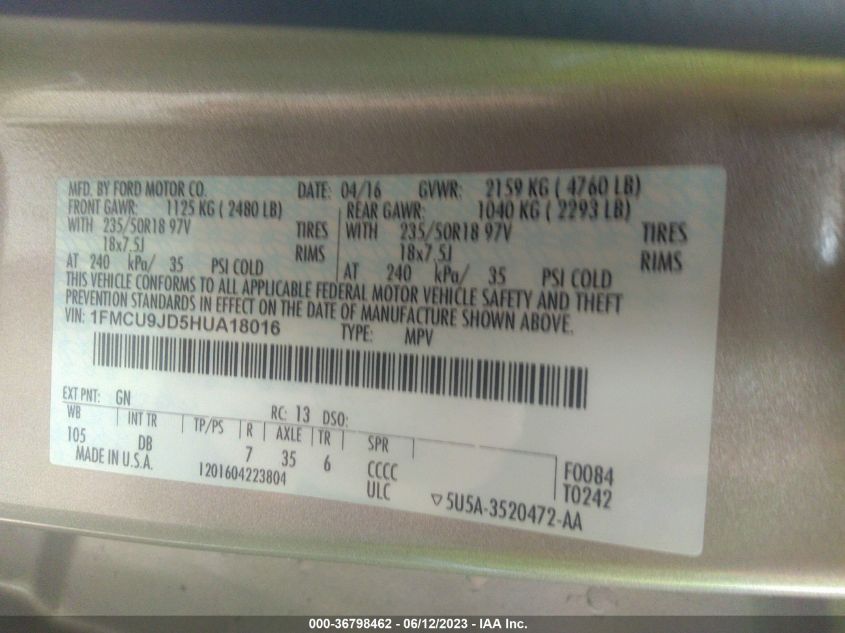 MFD. BY FORD MOTOR CO. DATE: 04/16 GVWR: 2159 KG ( 4760 LB)
FRONT GAWR: 1125 KG ( 2480 LB) REAR GAWR: 1040 KG ( 2293 LB)
WITH 235/50R18 97V TIRES WITH 235/50R18 97V TIRES
18x7.5J RIMS 18x7.5J RIMS
AT 240 kPa/ 35 PSI COLD AT 240 kPa/ 35 PSI COLD
THIS VEHICLE CONFORMS TO ALL APPLICABLE FEDERAL MOTOR VEHICLE SAFETY AND THEFT
PREVENTION STANDARDS IN EFFECT ON THE DATE OF MANUFACTURE SHOWN ABOVE.
VIN: 1FMCU9JD5HUA18016 TYPE: MPV
EXT PNT: GN RC: 13 DSO:
WB INT TR TP/PS R AXLE TR SPR
105 DB 7 35 6 CCCC F0084
MADE IN U.S.A. 1201604223804 ULC T0242
▽5U5A-3520472-AA
000-36798462 - 06/12/2023 - IAA Inc.